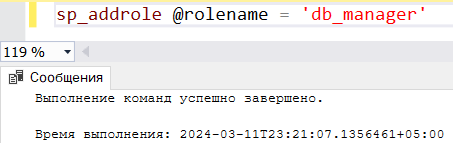 sp_addrole @rolename = 'db_manager'
119 %
Сообщения
Выполнение команд успешно завершено.
Время выполнения: 2024-03-11T23:21:07.1356461+05:00